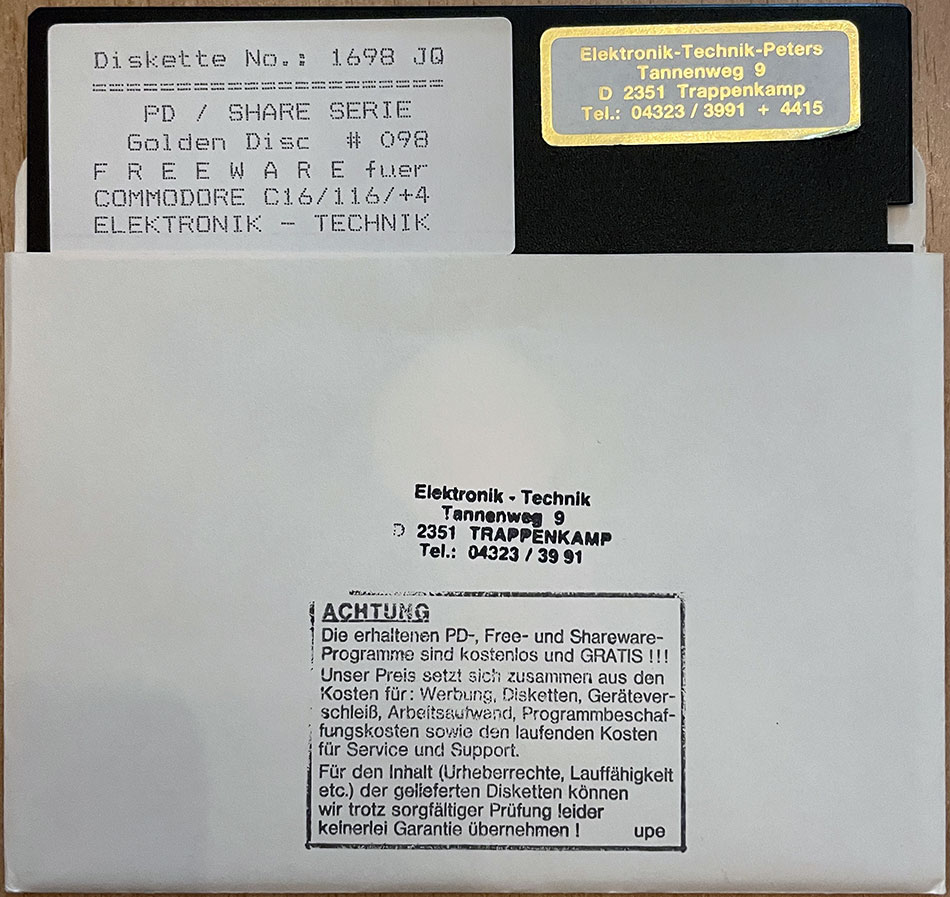 Diskette No.: 1698 JQ
==========================================
PD / SHARE SERIE
Golden Disc # 098
F R E E W A R E fuer
COMMODORE C16/116/+4
ELEKTRONIK - TECHNIK
Elektronik-Technik-Peters
Tannenweg 9
D 2351 Trappenkamp
Tel.: 04323 / 3991 + 4415
Elektronik - Technik
Tannenweg 9
D 2351 TRAPPENKAMP
Tel.: 04323 / 39 91
ACHTUNG
Die erhaltenen PD-, Free- und Shareware-
Programme sind kostenlos und GRATIS !!!
Unser Preis setzt sich zusammen aus den
Kosten für: Werbung, Disketten, Gerätever-
schleiß, Arbeitsaufwand, Programmbeschaf-
fungskosten sowie den laufenden Kosten
für Service und Support.
Für den Inhalt (Urheberrechte, Lauffähigkeit
etc.) der gelieferten Disketten können
wir trotz sorgfältiger Prüfung leider
keinerlei Garantie übernehmen ! upe